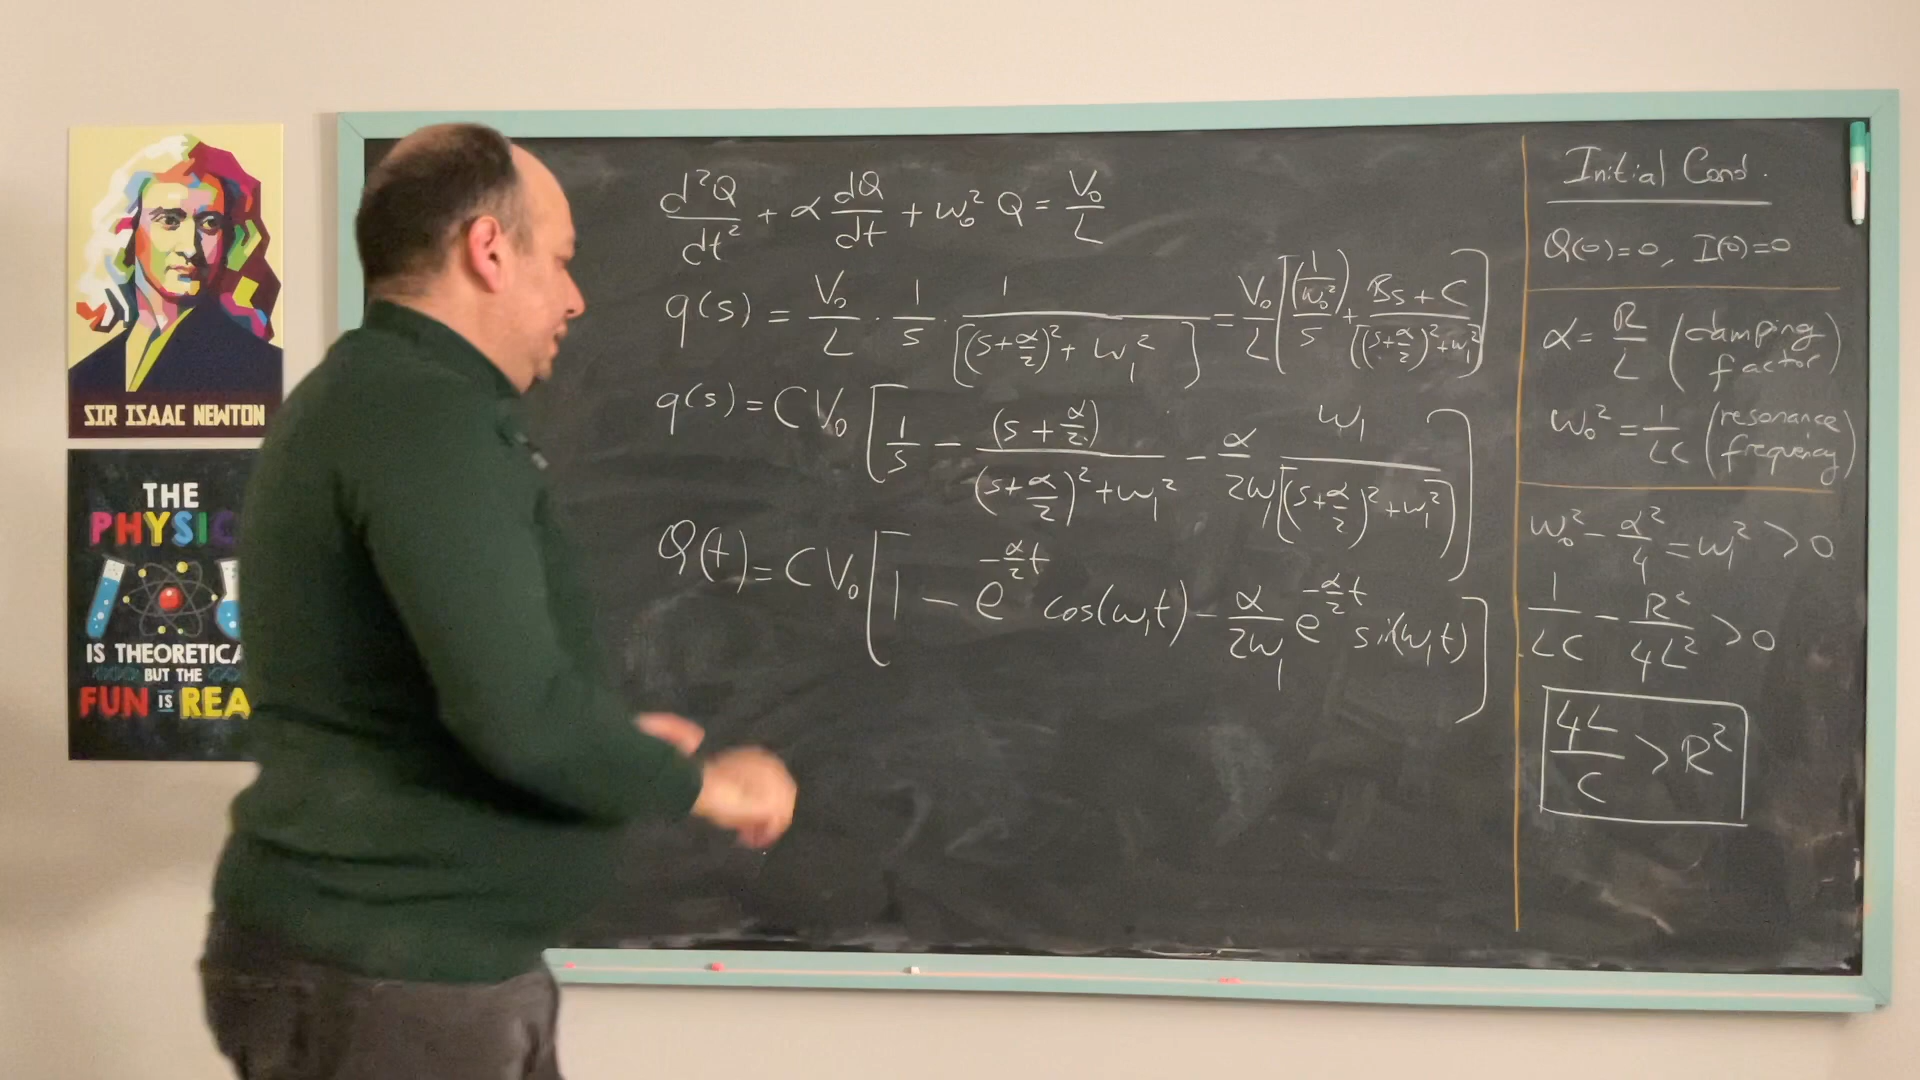 SIR ISAAC NEWTON
THE
PHYSIC
IS THEORETICA
BUT THE
FUN IS REA
d²Q/dt² + α dQ/dt + ω₀² Q = V₀/L
q(s) = V₀/L · 1/s · 1/[(s+α/2)² + ω₁²] = V₀/L [(1/ω₀²)/s + (Bs + C)/((s+α/2)² + ω₁²)]
q(s) = CV₀ [1/s − (s + α/2)/((s+α/2)² + ω₁²) − α/2ω₁ ω₁/[(s+α/2)² + ω₁²]]
Q(t) = CV₀ [1 − e^(−α/2 t) cos(ω₁t) − α/2ω₁ e^(−α/2 t) sin(ω₁t)]
Initial Cond.
Q(0)=0, I(0)=0
α = R/L (damping factor)
ω₀² = 1/LC (resonance frequency)
ω₀² − α²/4 = ω₁² > 0
1/LC − R²/4L² > 0
4L/C > R²